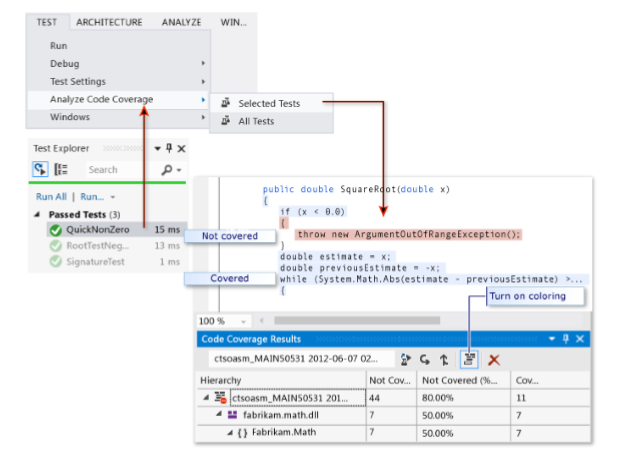 TEST ARCHITECTURE ANALYZE WIN...
Run
Debug
Test Settings
Analyze Code Coverage
Selected Tests
Windows
All Tests
Test Explorer
Search
Run All | Run...
Passed Tests (3)
QuickNonZero 15 ms
RootTestNeg... 13 ms
SignatureTest 1 ms
public double SquareRoot(double x)
{
if (x < 0.0)
{
Not covered
throw new ArgumentOutOfRangeException();
}
double estimate = x;
double previousEstimate = -x;
Covered
while (System.Math.Abs(estimate - previousEstimate) >...
{
Turn on coloring
100 %
Code Coverage Results
ctsoasm_MAIN50531 2012-06-07 02...
Hierarchy Not Cov... Not Covered (%... Cov...
ctsoasm_MAIN50531 201... 44 80.00% 11
fabrikam.math.dll 7 50.00% 7
{ } Fabrikam.Math 7 50.00% 7